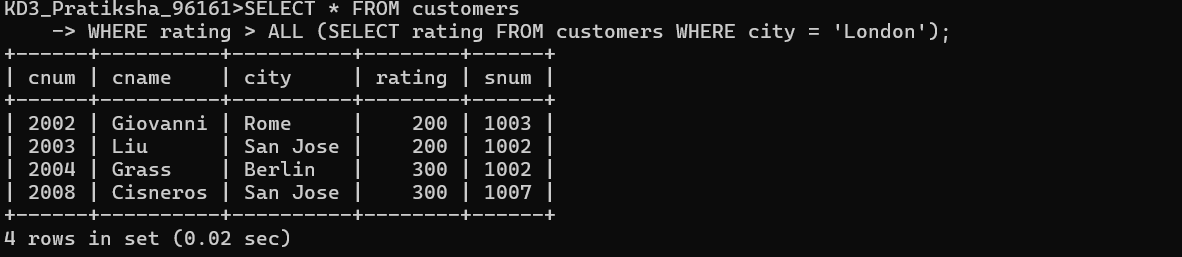 KD3_Pratiksha_96161>SELECT * FROM customers
    -> WHERE rating > ALL (SELECT rating FROM customers WHERE city = 'London');
+------+----------+----------+--------+------+
| cnum | cname    | city     | rating | snum |
+------+----------+----------+--------+------+
| 2002 | Giovanni | Rome     |    200 | 1003 |
| 2003 | Liu      | San Jose |    200 | 1002 |
| 2004 | Grass    | Berlin   |    300 | 1002 |
| 2008 | Cisneros | San Jose |    300 | 1007 |
+------+----------+----------+--------+------+
4 rows in set (0.02 sec)